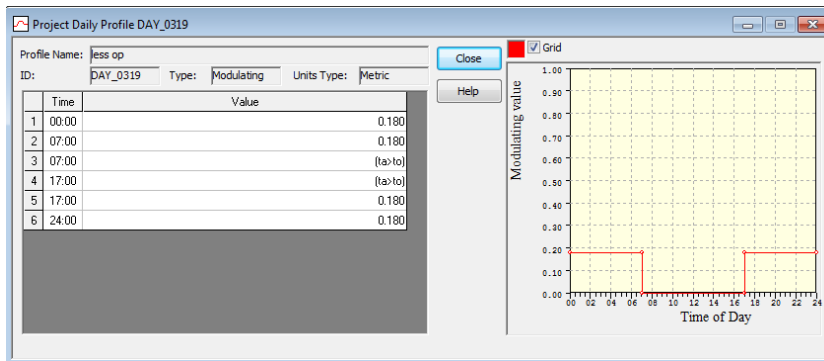 Project Daily Profile DAY_0319
Profile Name: less op
ID: DAY_0319 Type: Modulating Units Type: Metric
Close
Help
Time Value
1 00:00 0.180
2 07:00 0.180
3 07:00 (ta>to)
4 17:00 (ta>to)
5 17:00 0.180
6 24:00 0.180
Grid
Modulating value
1.00
0.90
0.80
0.70
0.60
0.50
0.40
0.30
0.20
0.10
0.00
00 02 04 06 08 10 12 14 16 18 20 22 24
Time of Day